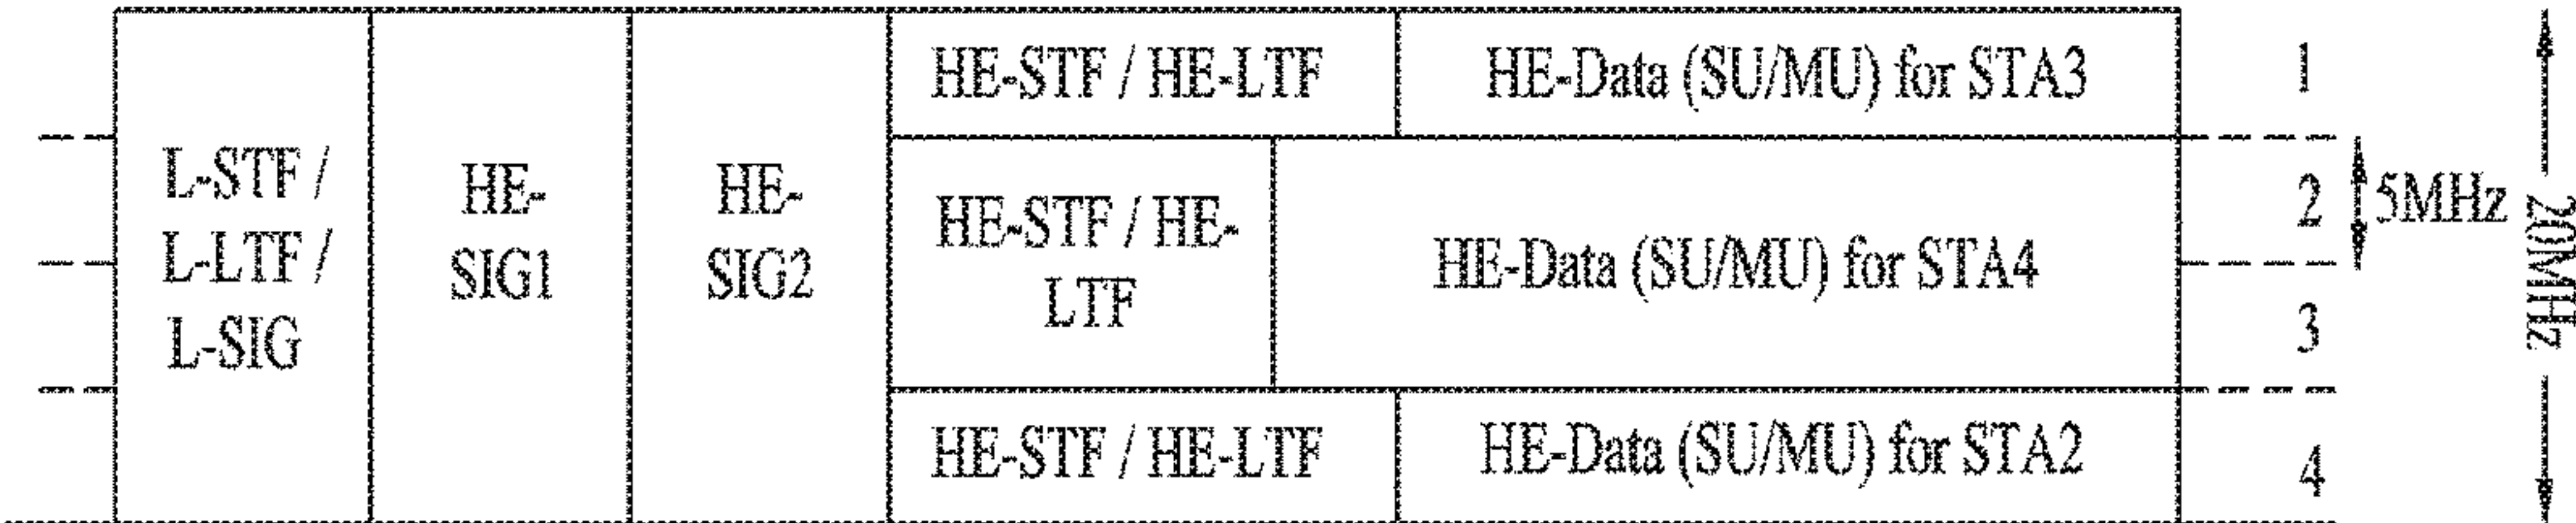 L-STF /
L-LTF /
L-SIG
HE-
SIG1
HE-
SIG2
HE-STF / HE-LTF
HE-Data (SU/MU) for STA3
1
HE-STF / HE-
LTF
HE-Data (SU/MU) for STA4
2
3
5MHz
20MHz
HE-STF / HE-LTF
HE-Data (SU/MU) for STA2
4